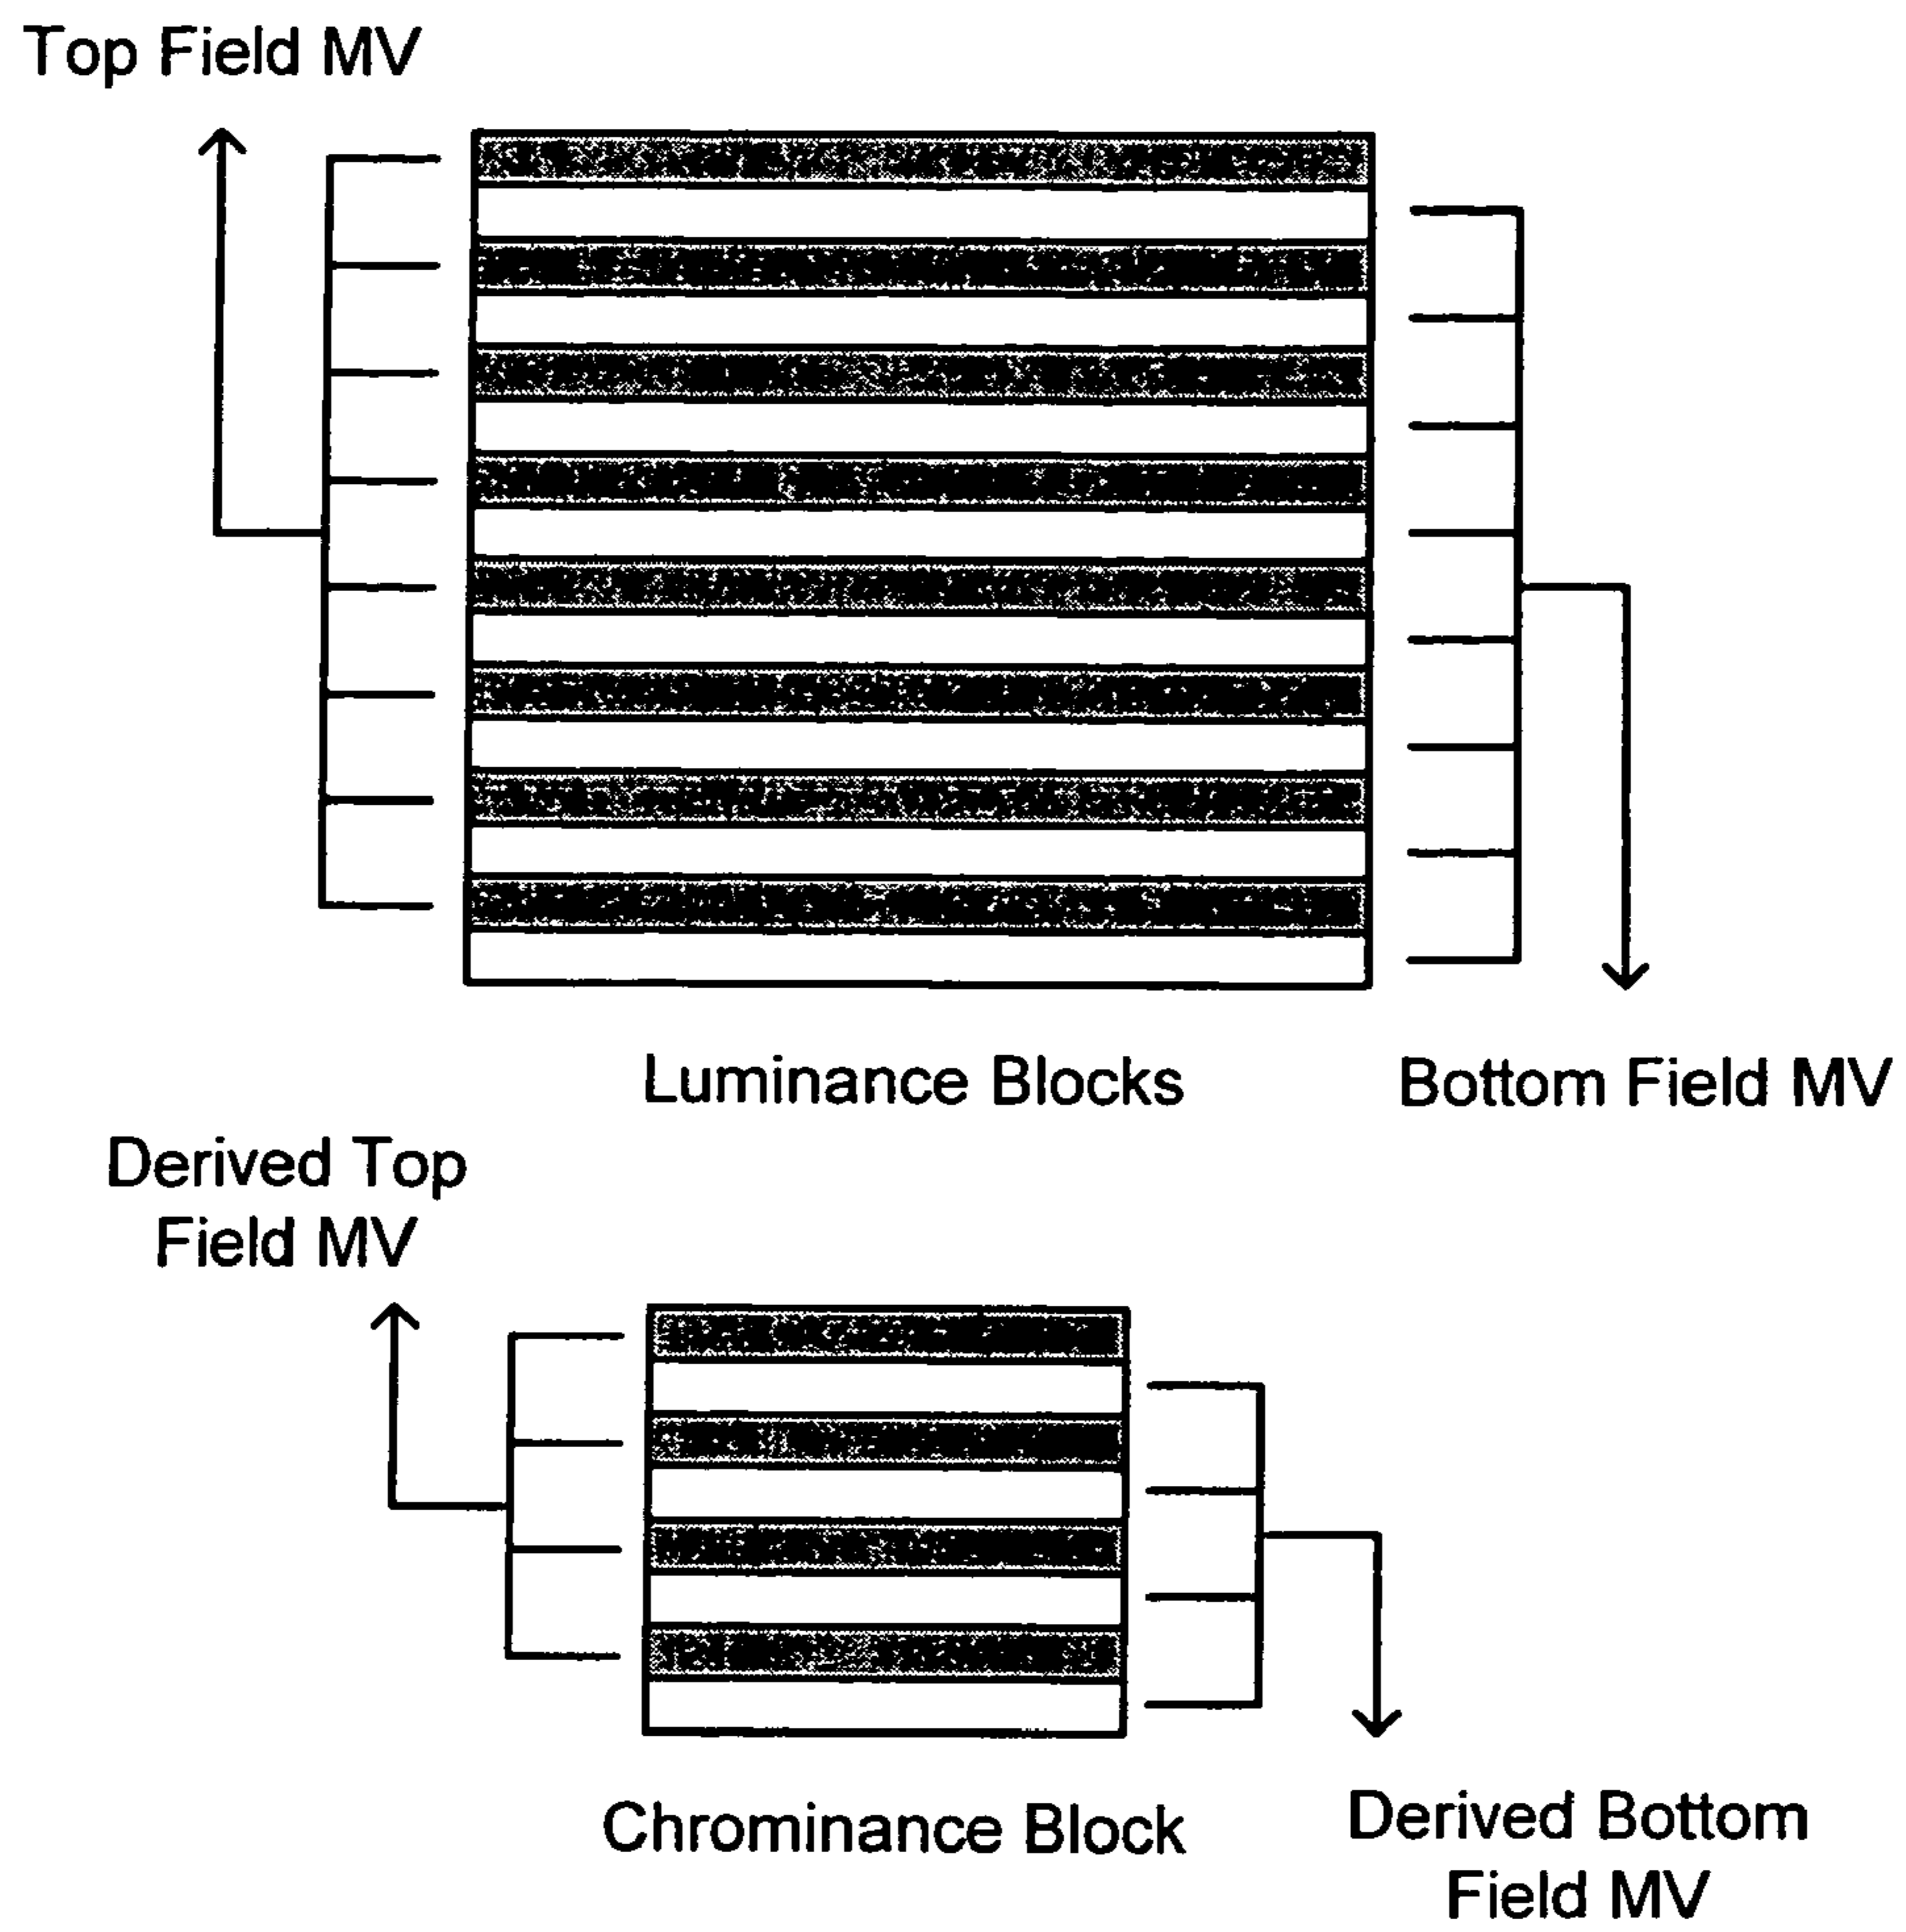 Top Field MV
Luminance Blocks
Bottom Field MV
Derived Top
Field MV
Chrominance Block
Derived Bottom
Field MV